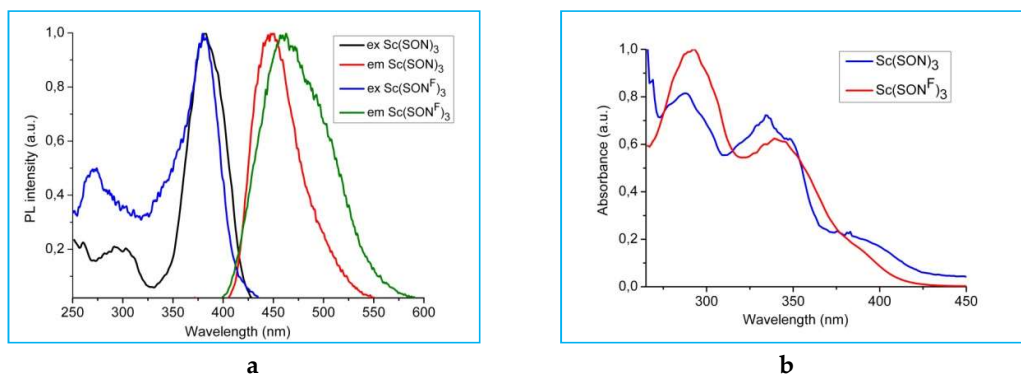 1,0
0,8
0,6
0,4
0,2
PL intensity (a.u.)
250 300 350 400 450 500 550 600
Wavelength (nm)
ex Sc(SON)₃
em Sc(SON)₃
ex Sc(SONᶠ)₃
em Sc(SONᶠ)₃
a
1,0
0,8
0,6
0,4
0,2
0,0
Absorbance (a.u.)
300 350 400 450
Wavelength (nm)
Sc(SON)₃
Sc(SONᶠ)₃
b